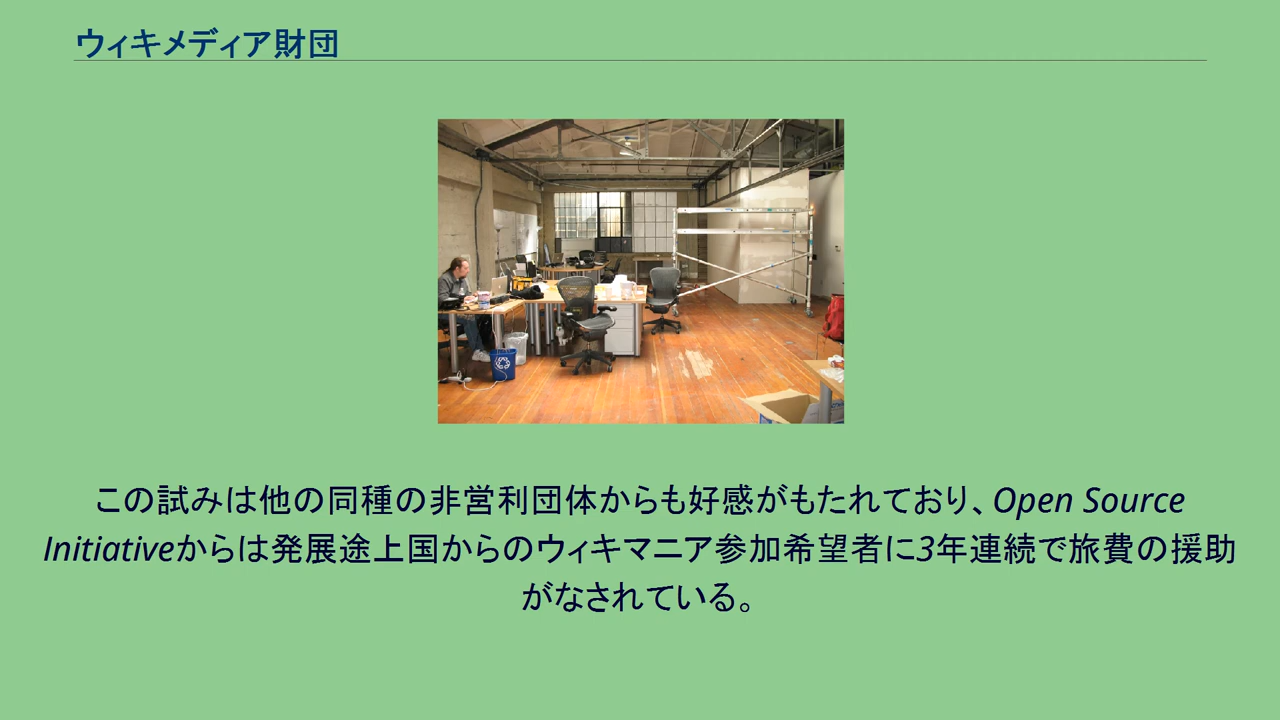 ウィキメディア財団
この試みは他の同種の非営利団体からも好感がもたれており、Open Source
Initiativeからは発展途上国からのウィキマニア参加希望者に3年連続で旅費の援助
がなされている。